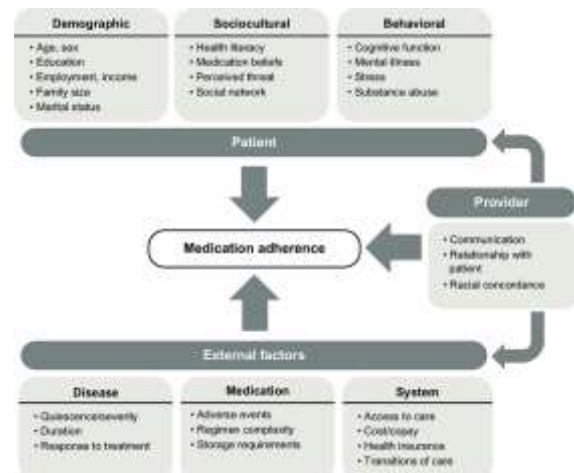 Demographic
• Age, sex
• Education
• Employment, income
• Family size
• Marital status
Sociocultural
• Health literacy
• Medication beliefs
• Perceived threat
• Social network
Behavioral
• Cognitive function
• Mental illness
• Stress
• Substance abuse
Patient
Provider
• Communication
• Relationship with
patient
• Racial concordance
Medication adherence
External factors
Disease
• Quiescence/severity
• Duration
• Response to treatment
Medication
• Adverse events
• Regimen complexity
• Storage requirements
System
• Access to care
• Cost/copay
• Health insurance
• Transitions of care